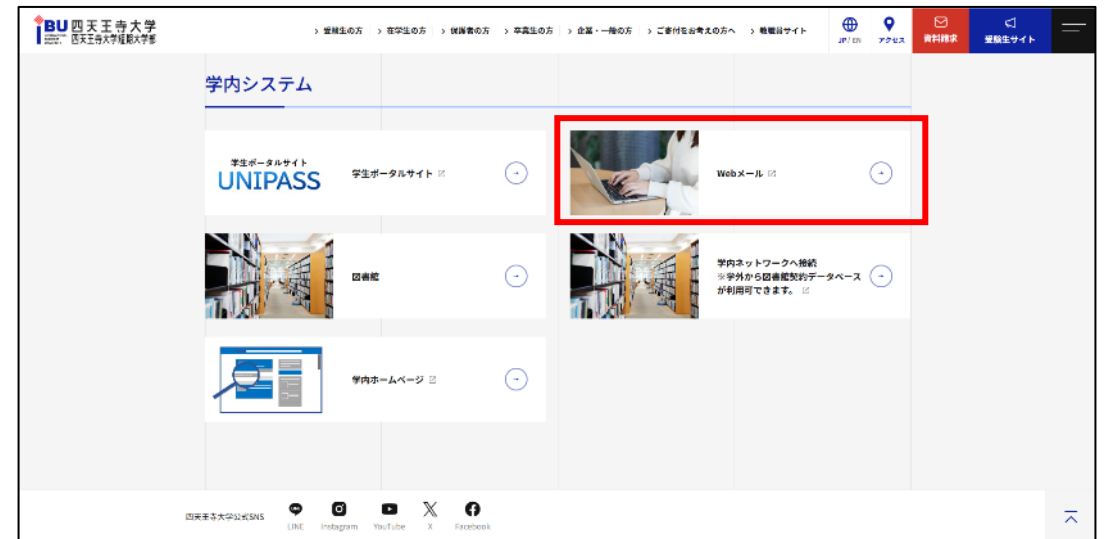 BU 四天王寺大学
四天王寺大学短期大学部
受験生の方 在学生の方 保護者の方 卒業生の方 企業・一般の方 ご寄付をお考えの方へ 教職員サイト
JP / EN アクセス 資料請求 受験生サイト
学内システム
学生ポータルサイト
UNIPASS
学生ポータルサイト
Webメール
図書館
学内ネットワークへ接続
※学外から図書館契約データベース
が利用可できます。
学内ホームページ
四天王寺大学公式SNS
LINE Instagram YouTube X Facebook